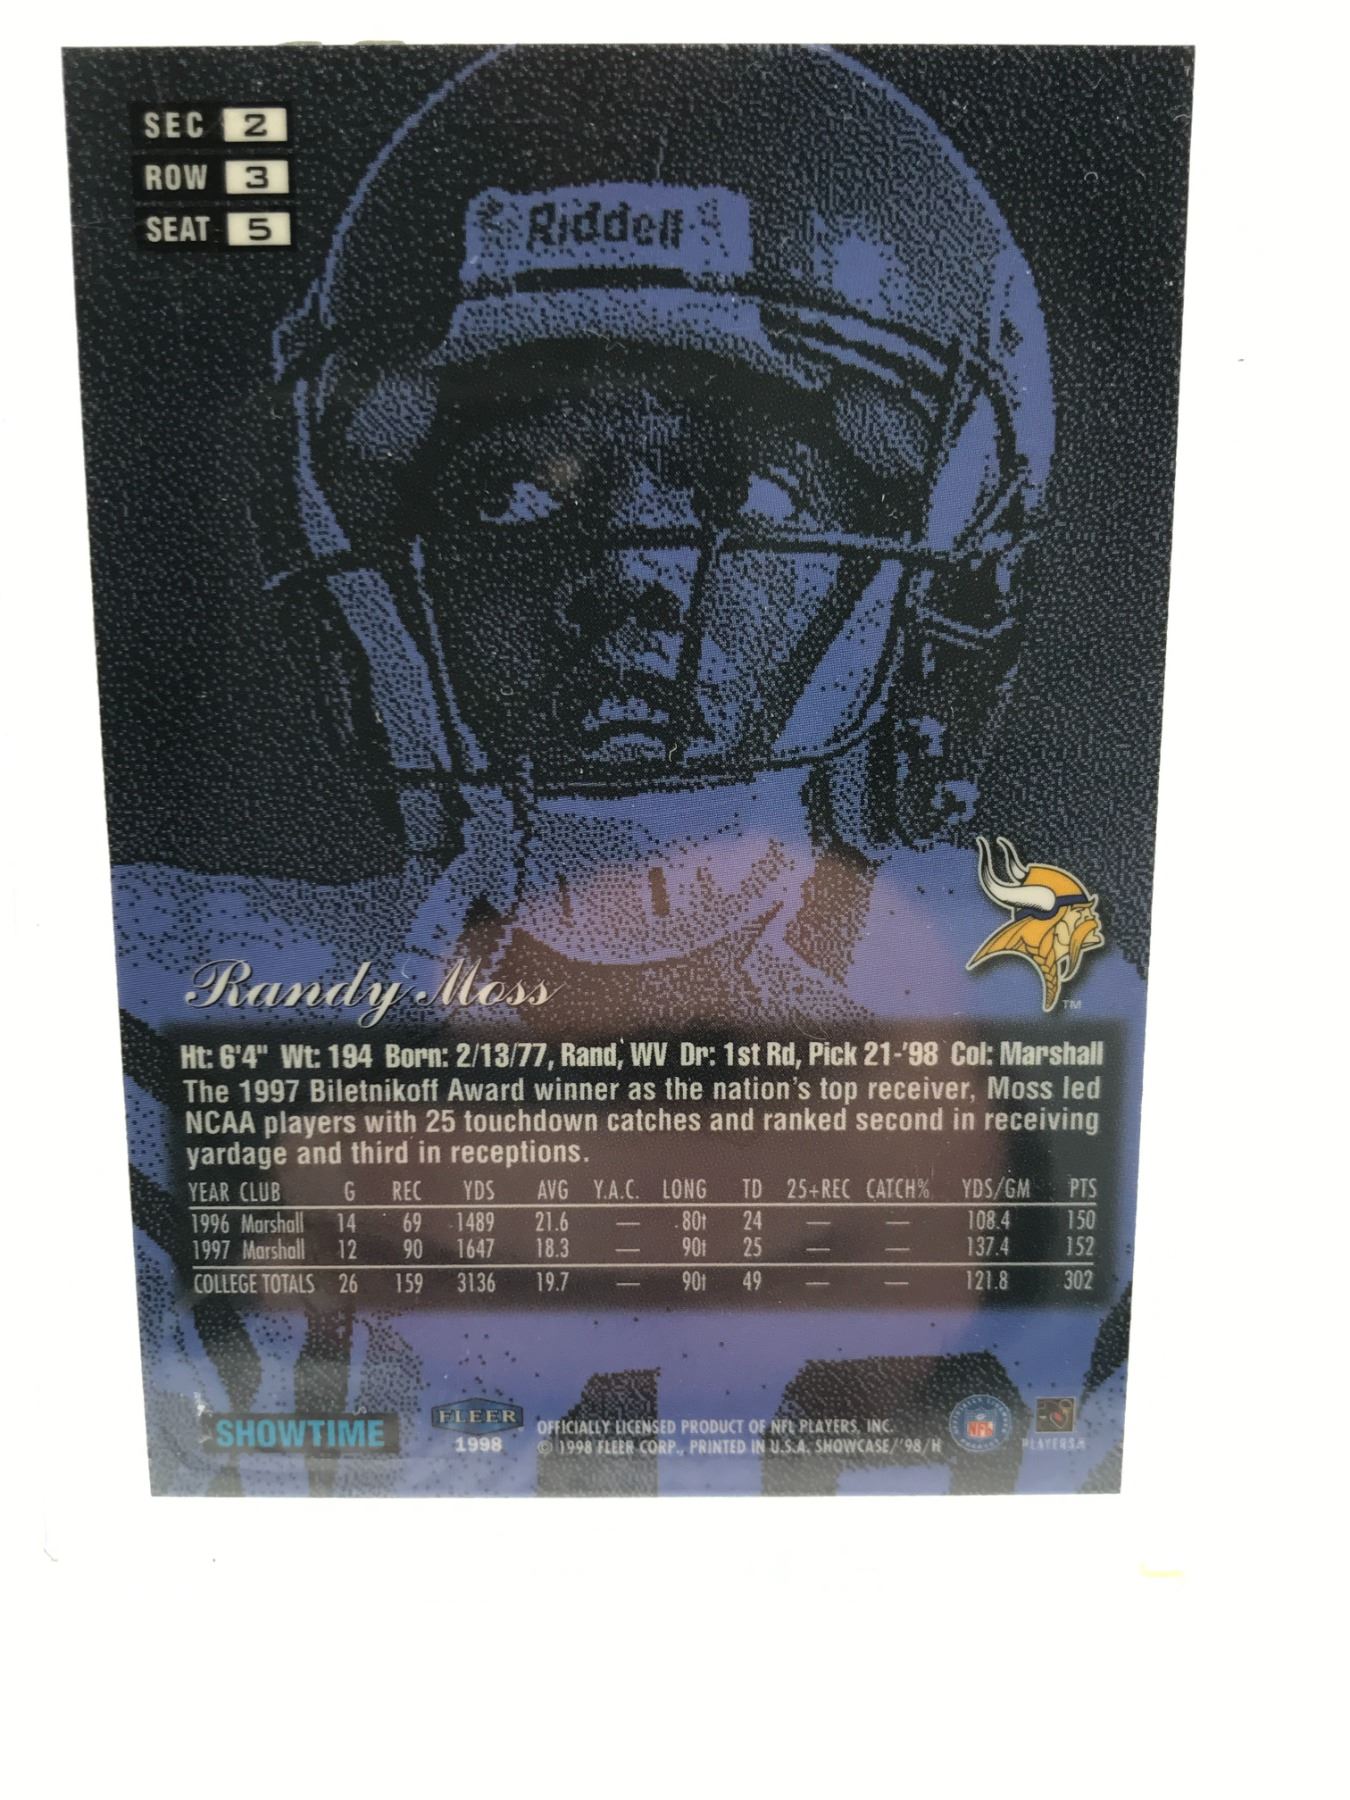 SEC 2
ROW 3
SEAT 5
Riddell
Randy Moss
TM
Ht: 6'4" Wt: 194 Born: 2/13/77, Rand, WV Dr: 1st Rd, Pick 21-'98 Col: Marshall
The 1997 Biletnikoff Award winner as the nation's top receiver, Moss led
NCAA players with 25 touchdown catches and ranked second in receiving
yardage and third in receptions.
YEAR CLUB G REC YDS AVG Y.A.C. LONG TD 25+REC CATCH% YDS/GM PTS
1996 Marshall 14 69 1489 21.6 — 80t 24 — — 108.4 150
1997 Marshall 12 90 1647 18.3 — 90t 25 — — 137.4 152
COLLEGE TOTALS 26 159 3136 19.7 — 90t 49 — — 121.8 302
SHOWTIME
FLEER
1998
OFFICIALLY LICENSED PRODUCT OF NFL PLAYERS, INC.
© 1998 FLEER CORP., PRINTED IN U.S.A. SHOWCASE/'98/H
NFL
PLAYERS